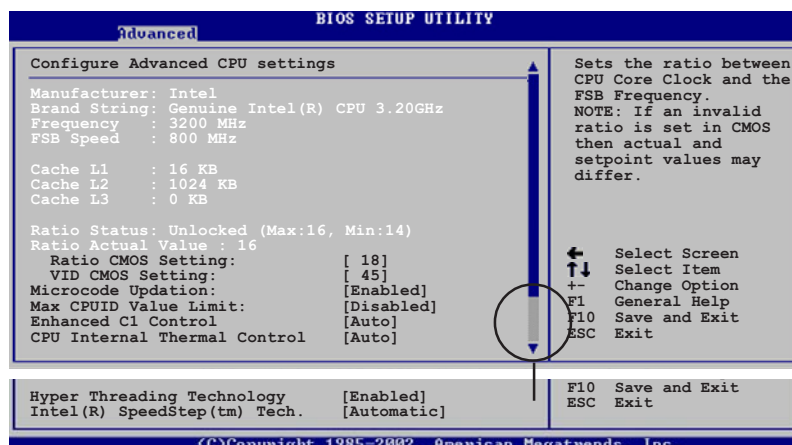 BIOS SETUP UTILITY
Advanced
Configure Advanced CPU settings
Manufacturer: Intel
Brand String: Genuine Intel(R) CPU 3.20GHz
Frequency : 3200 MHz
FSB Speed : 800 MHz
Cache L1 : 16 KB
Cache L2 : 1024 KB
Cache L3 : 0 KB
Ratio Status: Unlocked (Max:16, Min:14)
Ratio Actual Value : 16
Ratio CMOS Setting: [ 18]
VID CMOS Setting: [ 45]
Microcode Updation: [Enabled]
Max CPUID Value Limit: [Disabled]
Enhanced C1 Control [Auto]
CPU Internal Thermal Control [Auto]
Hyper Threading Technology [Enabled]
Intel(R) SpeedStep(tm) Tech. [Automatic]
Sets the ratio between
CPU Core Clock and the
FSB Frequency.
NOTE: If an invalid
ratio is set in CMOS
then actual and
setpoint values may
differ.
← Select Screen
↑↓ Select Item
+- Change Option
F1 General Help
F10 Save and Exit
ESC Exit
F10 Save and Exit
ESC Exit
(C)Copyright 1985-2002, American Megatrends, Inc